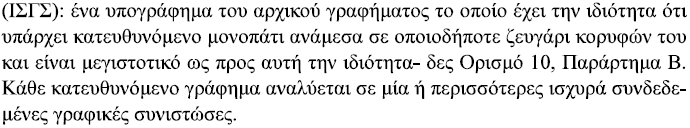 (ΙΣΓΣ): ένα υπογράφημα του αρχικού γραφήματος το οποίο έχει την ιδιότητα ότι
υπάρχει κατευθυνόμενο μονοπάτι ανάμεσα σε οποιοδήποτε ζευγάρι κορυφών του
και είναι μεγιστοτικό ως προς αυτή την ιδιότητα- δες Ορισμό 10, Παράρτημα Β.
Κάθε κατευθυνόμενο γράφημα αναλύεται σε μία ή περισσότερες ισχυρά συνδεδε-
μένες γραφικές συνιστώσες.